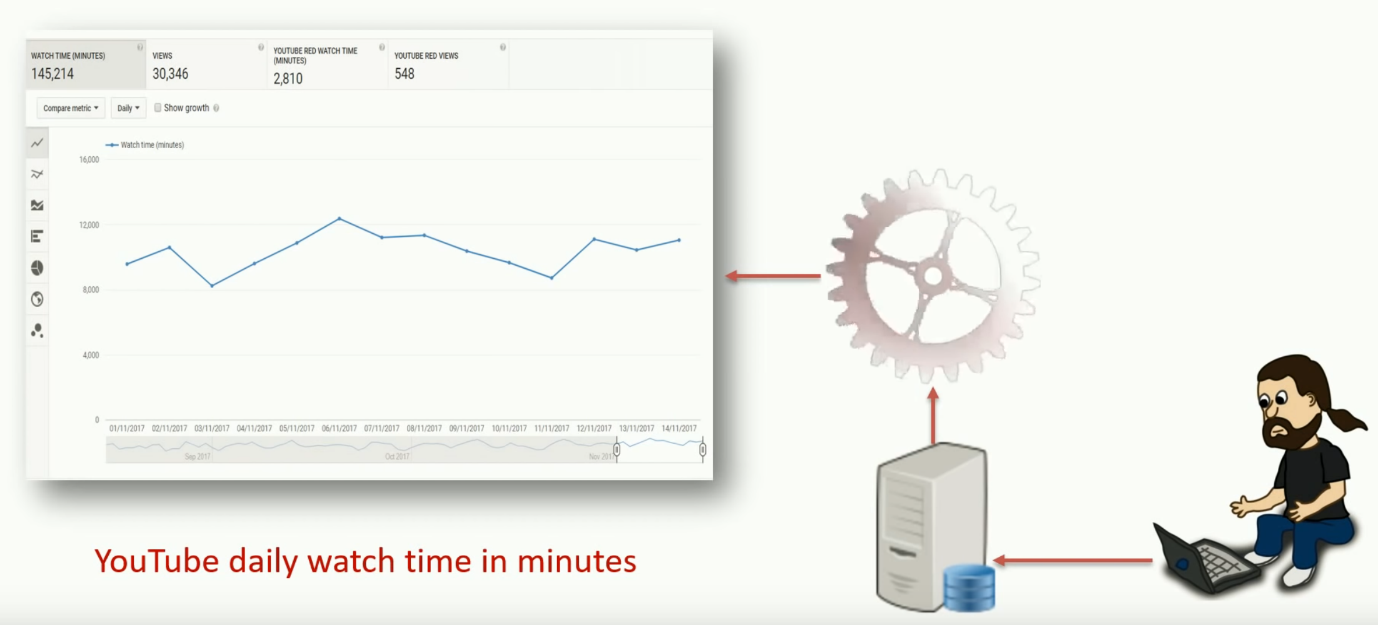 WATCH TIME (MINUTES)
145,214
VIEWS
30,346
YOUTUBE RED WATCH TIME
(MINUTES)
2,810
YOUTUBE RED VIEWS
548
Compare metric
Daily
Show growth
Watch time (minutes)
16,000
12,000
8,000
4,000
0
01/11/2017 02/11/2017 03/11/2017 04/11/2017 05/11/2017 06/11/2017 07/11/2017 08/11/2017 09/11/2017 10/11/2017 11/11/2017 12/11/2017 13/11/2017 14/11/2017
Sep 2017 Oct 2017 Nov 2017
YouTube daily watch time in minutes